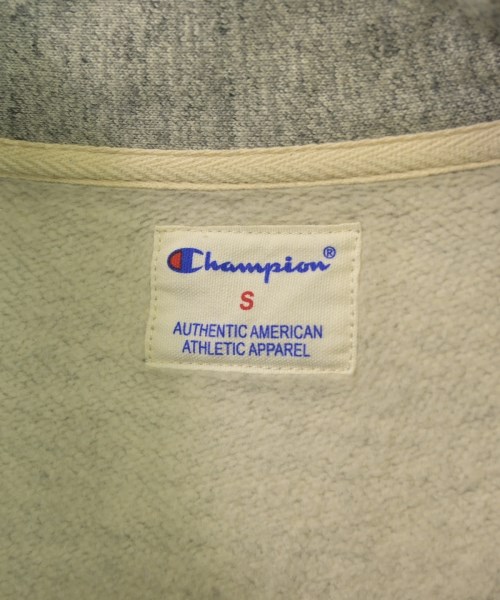 Champion®
S
AUTHENTIC AMERICAN
ATHLETIC APPAREL